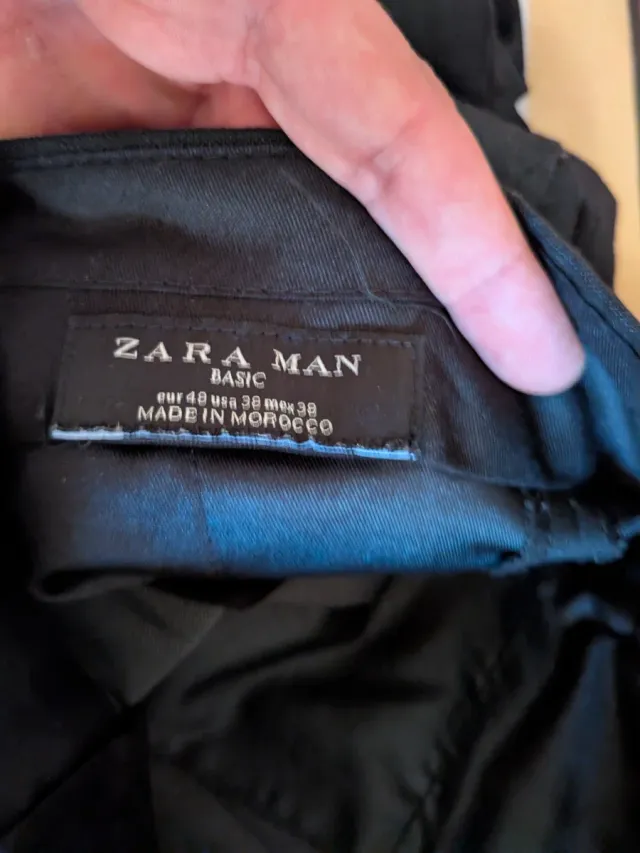 ZARA MAN
BASIC
eur 48 usa 38 mex 38
MADE IN MOROCCO